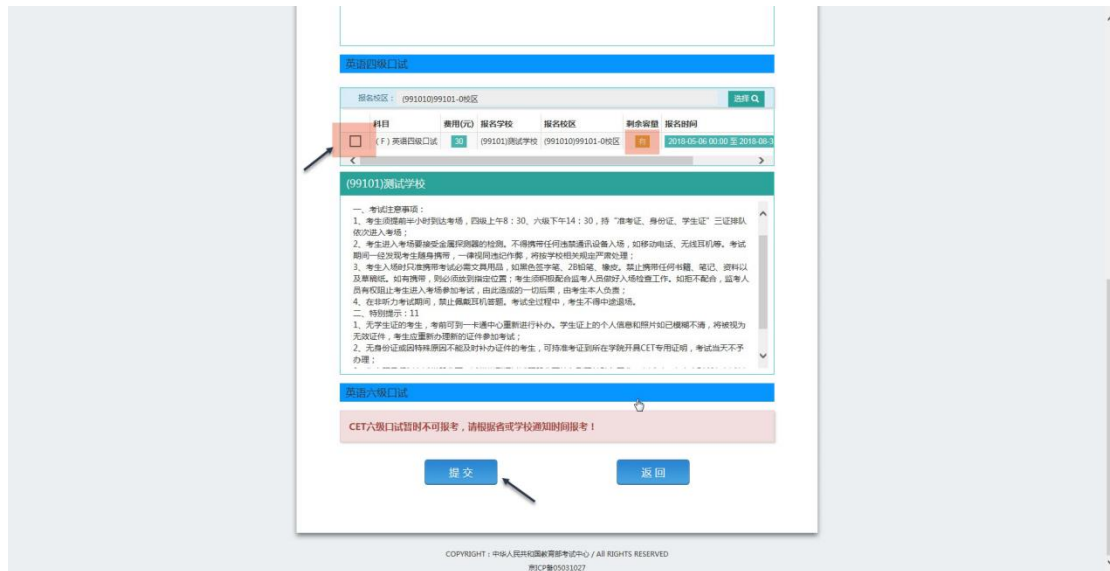 英语四级口试
报名校区： (991010)99101-0校区
选择
科目 费用(元) 报名学校 报名校区 剩余容量 报名时间
(F) 英语四级口试 30 (99101)测试学校 (991010)99101-0校区 有 2018-05-06 00:00 至 2018-08-3
(99101)测试学校
一、考试注意事项：
1、考生须提前半小时到达考场，四级上午8：30、六级下午14：30，持“准考证、身份证、学生证”三证排队
依次进入考场；
2、考生进入考场要接受金属探测器的检测。不得携带任何违禁通讯设备入场，如移动电话、无线耳机等。考试
期间一经发现考生随身携带，一律视同违纪作弊，将按学校相关规定严肃处理；
3、考生入场时只准携带考试必需文具用品，如黑色签字笔、2B铅笔、橡皮。禁止携带任何书籍、笔记、资料以
及草稿纸。如有携带，则必须放到指定位置；考生须积极配合监考人员做好入场检查工作。如拒不配合，监考人
员有权阻止考生进入考场参加考试，由此造成的一切后果，由考生本人负责；
4、在非听力考试期间，禁止佩戴耳机答题。考试全过程中，考生不得中途退场。
二、特别提示：11
1、无学生证的考生，考前可到一卡通中心重新进行补办。学生证上的个人信息和照片如已模糊不清，将被视为
无效证件，考生应重新办理新的证件参加考试；
2、无身份证或因特殊原因不能及时补办证件的考生，可持准考证到所在学院开具CET专用证明，考试当天不予
办理；
英语六级口试
CET六级口试暂时不可报考，请根据省或学校通知时间报考！
提 交
返 回
COPYRIGHT：中华人民共和国教育部考试中心 / All RIGHTS RESERVED
京ICP备05031027